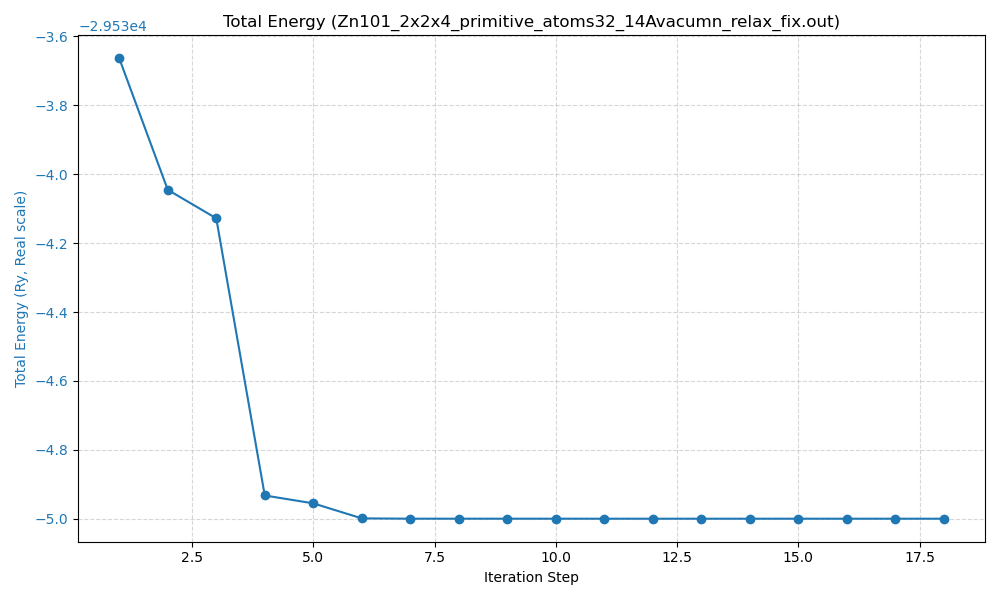 Total Energy (Zn101_2x2x4_primitive_atoms32_14Avacumn_relax_fix.out)
−2.953e4
−3.6
−3.8
−4.0
−4.2
−4.4
−4.6
−4.8
−5.0
Total Energy (Ry, Real scale)
2.5 5.0 7.5 10.0 12.5 15.0 17.5
Iteration Step